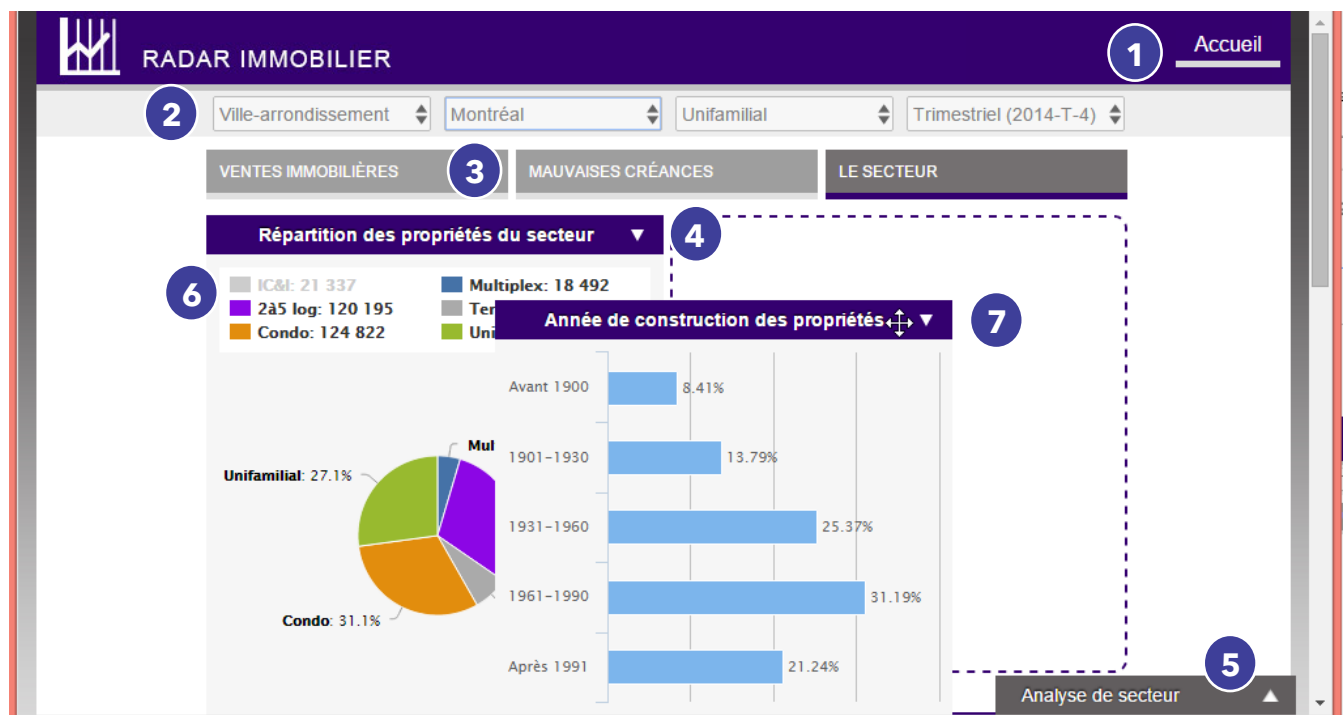 RADAR IMMOBILIER
1
Accueil
2
Ville-arrondissement
Montréal
Unifamilial
Trimestriel (2014-T-4)
VENTES IMMOBILIÈRES
3
MAUVAISES CRÉANCES
LE SECTEUR
Répartition des propriétés du secteur
4
6
IC&I: 21 337
Multiplex: 18 492
2à5 log: 120 195
Ter
Condo: 124 822
Uni
Année de construction des propriétés
7
Avant 1900
8.41%
1901-1930
13.79%
1931-1960
25.37%
1961-1990
31.19%
Après 1991
21.24%
Mul
Unifamilial: 27.1%
Condo: 31.1%
5
Analyse de secteur